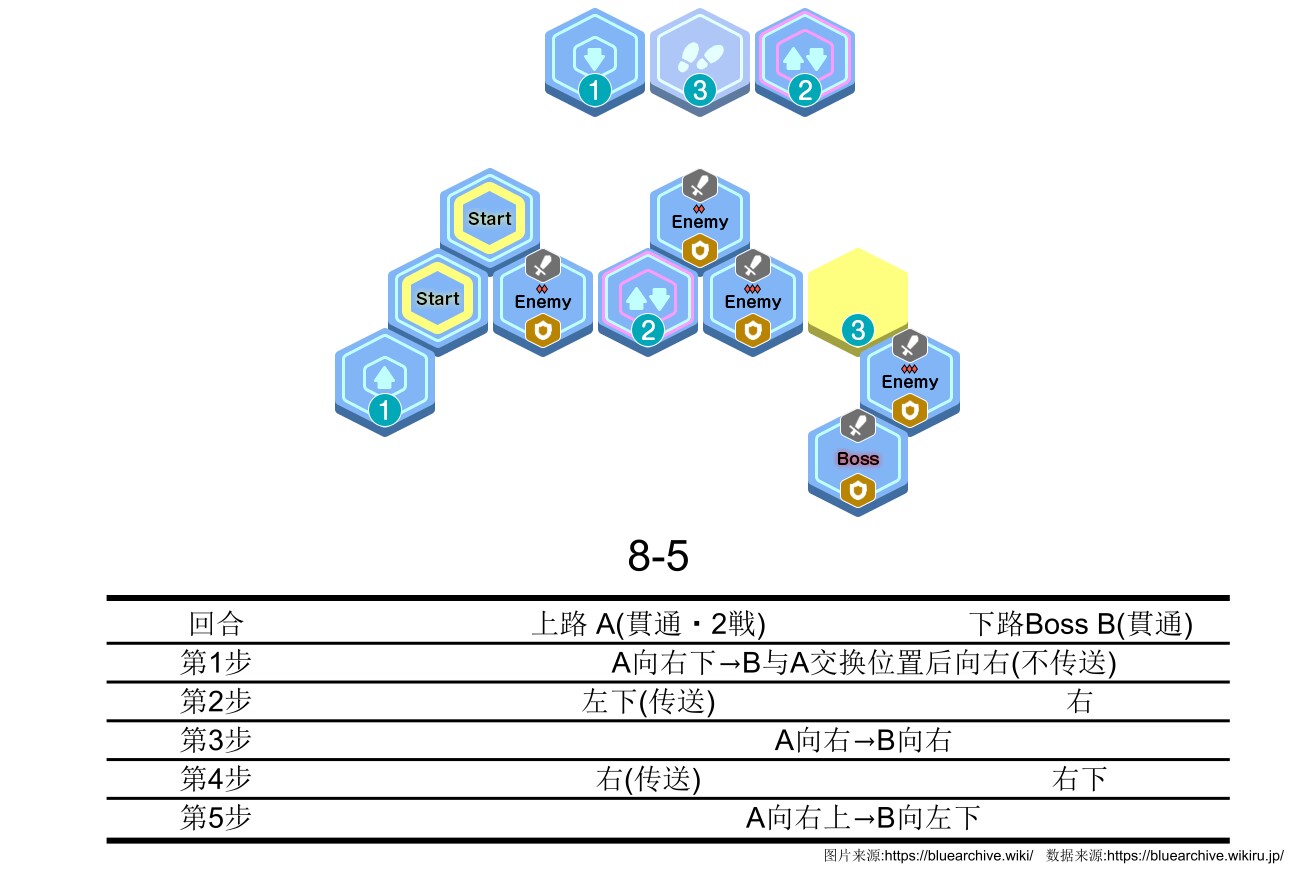 1 3 2
Start
Enemy
Start
Enemy
2
Enemy
3
1
Enemy
Boss
8-5
回合 上路 A(貫通・2戦) 下路Boss B(貫通)
第1步 A向右下→B与A交换位置后向右(不传送)
第2步 左下(传送) 右
第3步 A向右→B向右
第4步 右(传送) 右下
第5步 A向右上→B向左下
图片来源:https://bluearchive.wiki/ 数据来源:https://bluearchive.wikiru.jp/